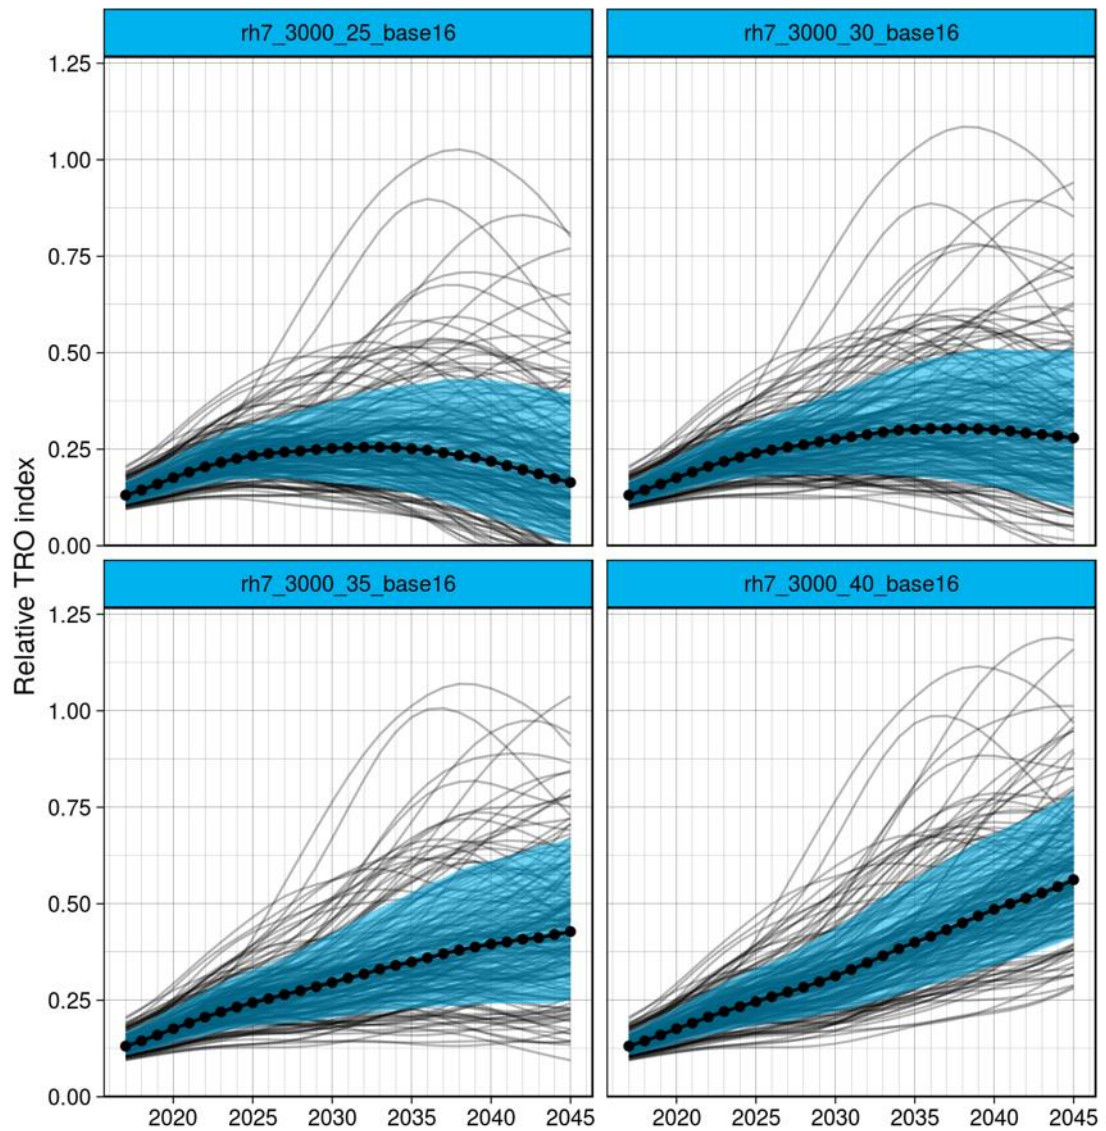 rh7_3000_25_base16
rh7_3000_30_base16
1.25
1.00
0.75
0.50
0.25
0.00
Relative TRO index
rh7_3000_35_base16
rh7_3000_40_base16
1.25
1.00
0.75
0.50
0.25
0.00
2020 2025 2030 2035 2040 2045
2020 2025 2030 2035 2040 2045